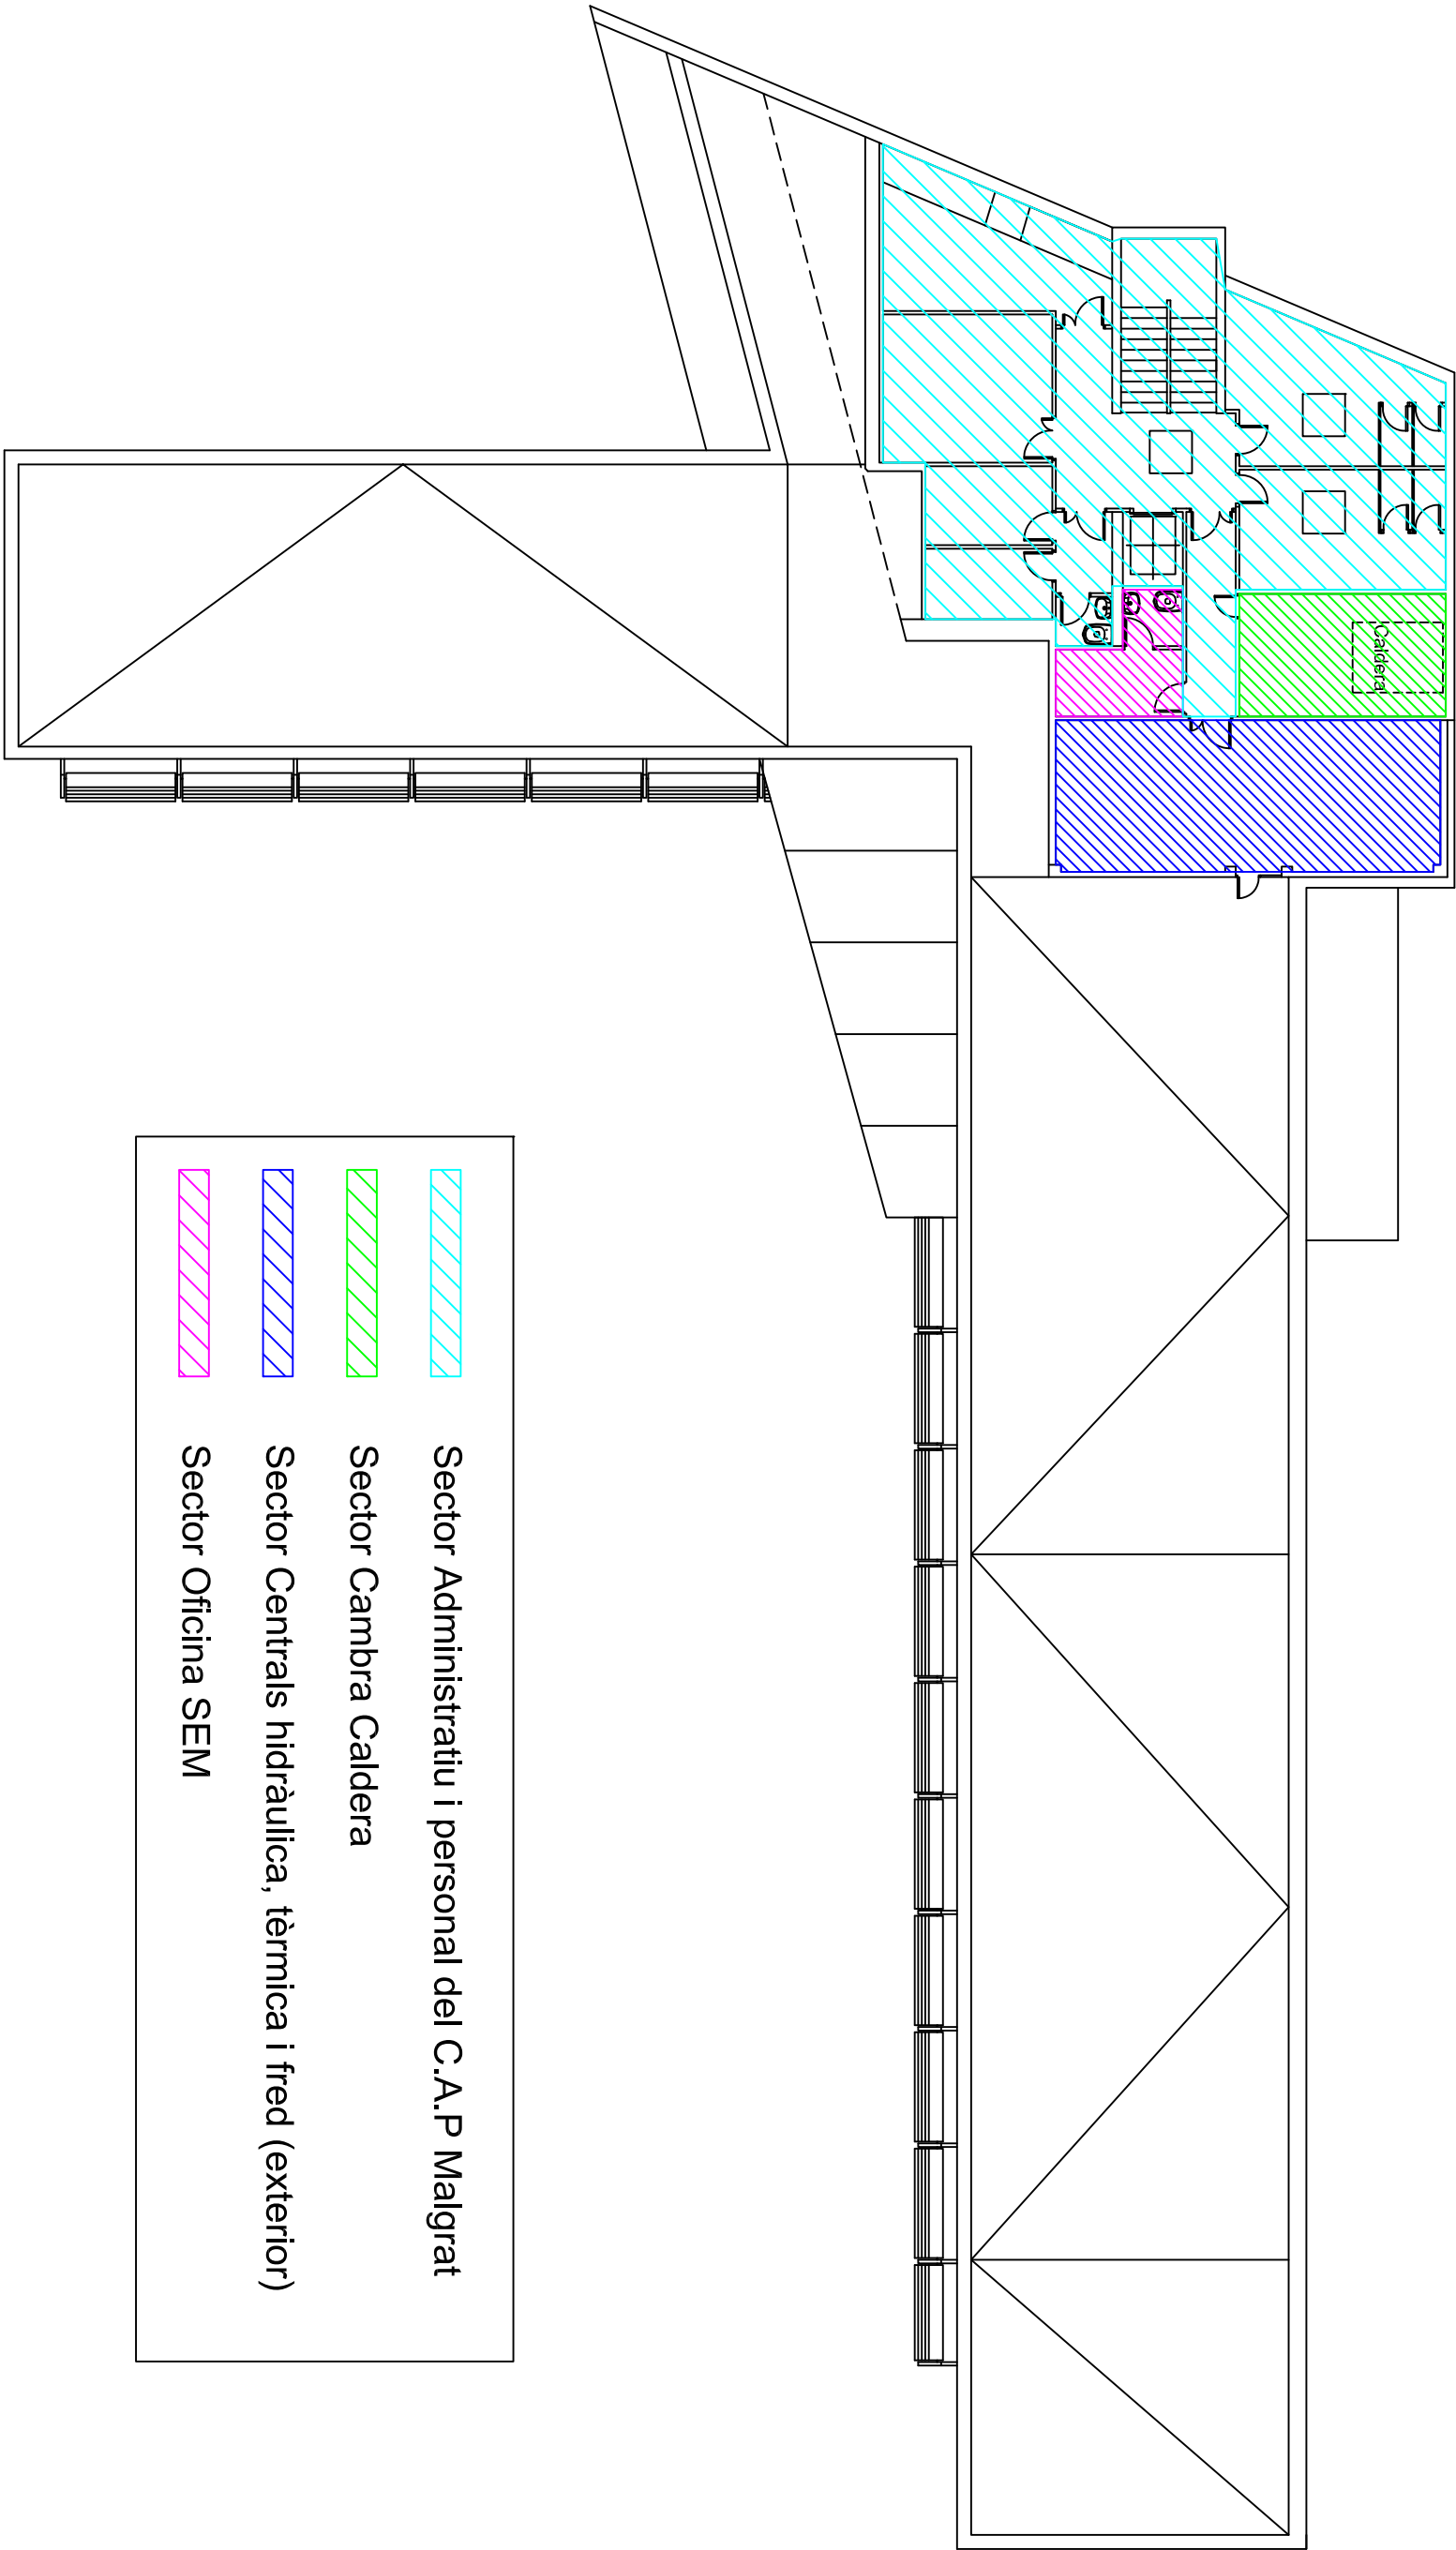 Caldera
Sector Administratiu i personal del C.A.P Malgrat
Sector Cambra Caldera
Sector Centrals hidràulica, tèrmica i fred (exterior)
Sector Oficina SEM